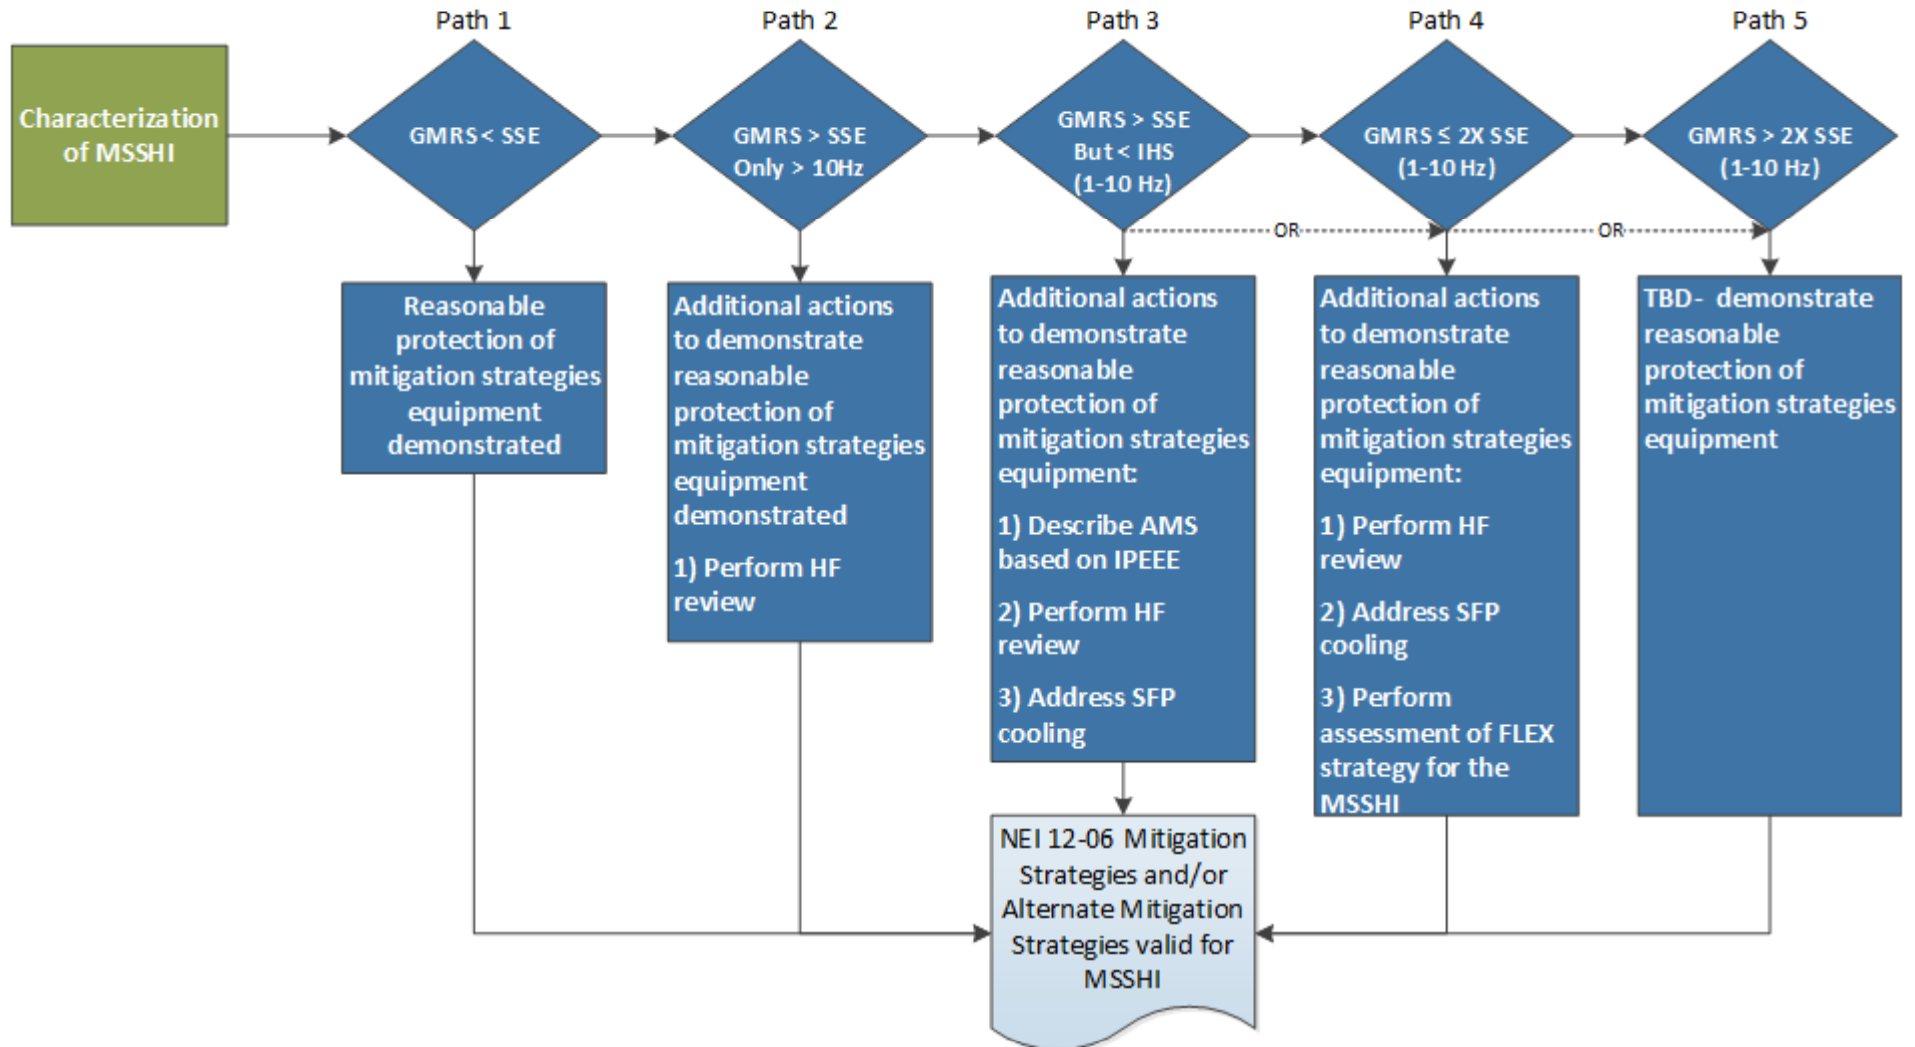 Path 1
Path 2
Path 3
Path 4
Path 5
Characterization
of MSSHI
GMRS < SSE
GMRS > SSE
Only > 10Hz
GMRS > SSE
But < IHS
(1-10 Hz)
GMRS ≤ 2X SSE
(1-10 Hz)
GMRS > 2X SSE
(1-10 Hz)
OR
OR
Reasonable
protection of
mitigation strategies
equipment
demonstrated
Additional actions
to demonstrate
reasonable
protection of
mitigation strategies
equipment
demonstrated
1) Perform HF
review
Additional actions
to demonstrate
reasonable
protection of
mitigation strategies
equipment:
1) Describe AMS
based on IPEEE
2) Perform HF
review
3) Address SFP
cooling
Additional actions
to demonstrate
reasonable
protection of
mitigation strategies
equipment:
1) Perform HF
review
2) Address SFP
cooling
3) Perform
assessment of FLEX
strategy for the
MSSHI
TBD- demonstrate
reasonable
protection of
mitigation strategies
equipment
NEI 12-06 Mitigation
Strategies and/or
Alternate Mitigation
Strategies valid for
MSSHI